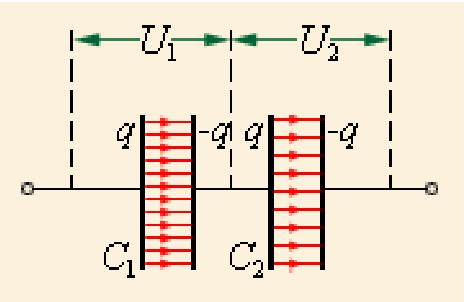 U₁ U₂
q -q q -q
C₁ C₂